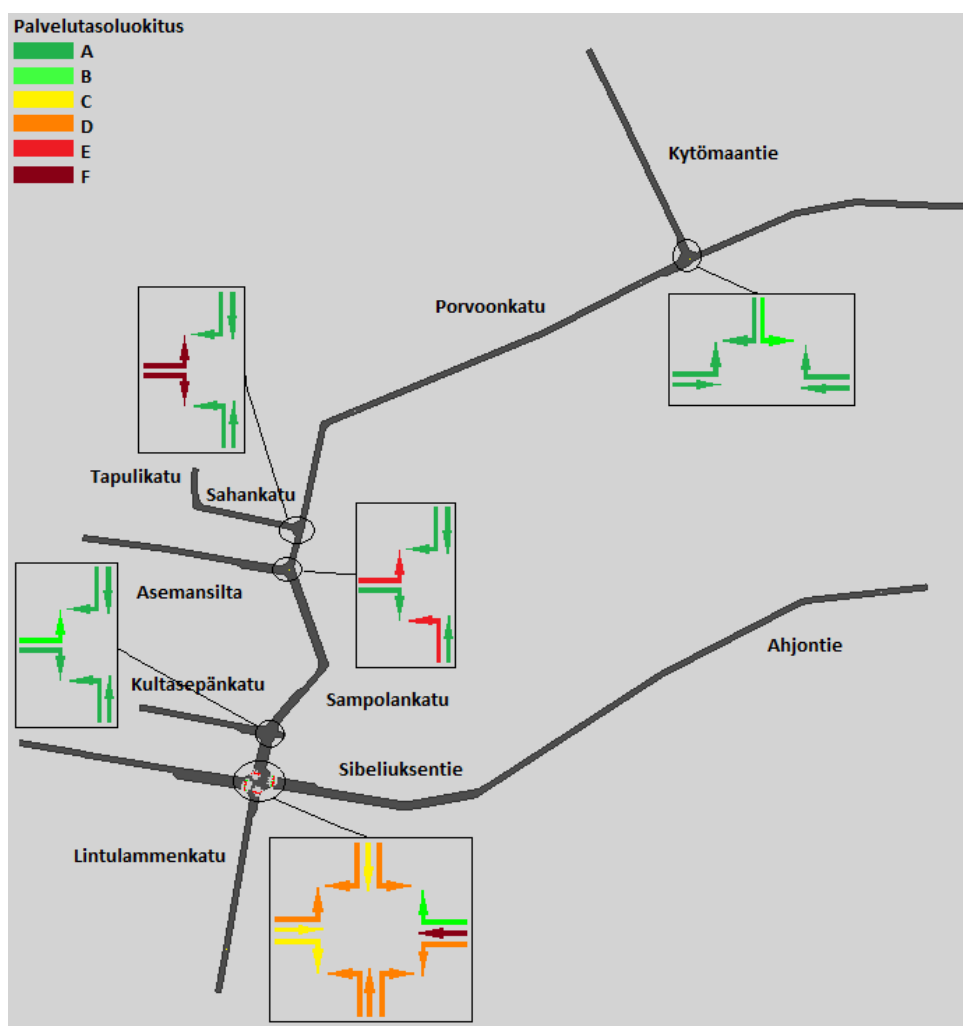 Palvelutasoluokitus
A
B
C
D
E
F
Kytömaantie
Porvoonkatu
Tapulikatu
Sahankatu
Asemansilta
Ahjontie
Kultasepänkatu
Sampolankatu
Sibeliuksentie
Lintulammenkatu